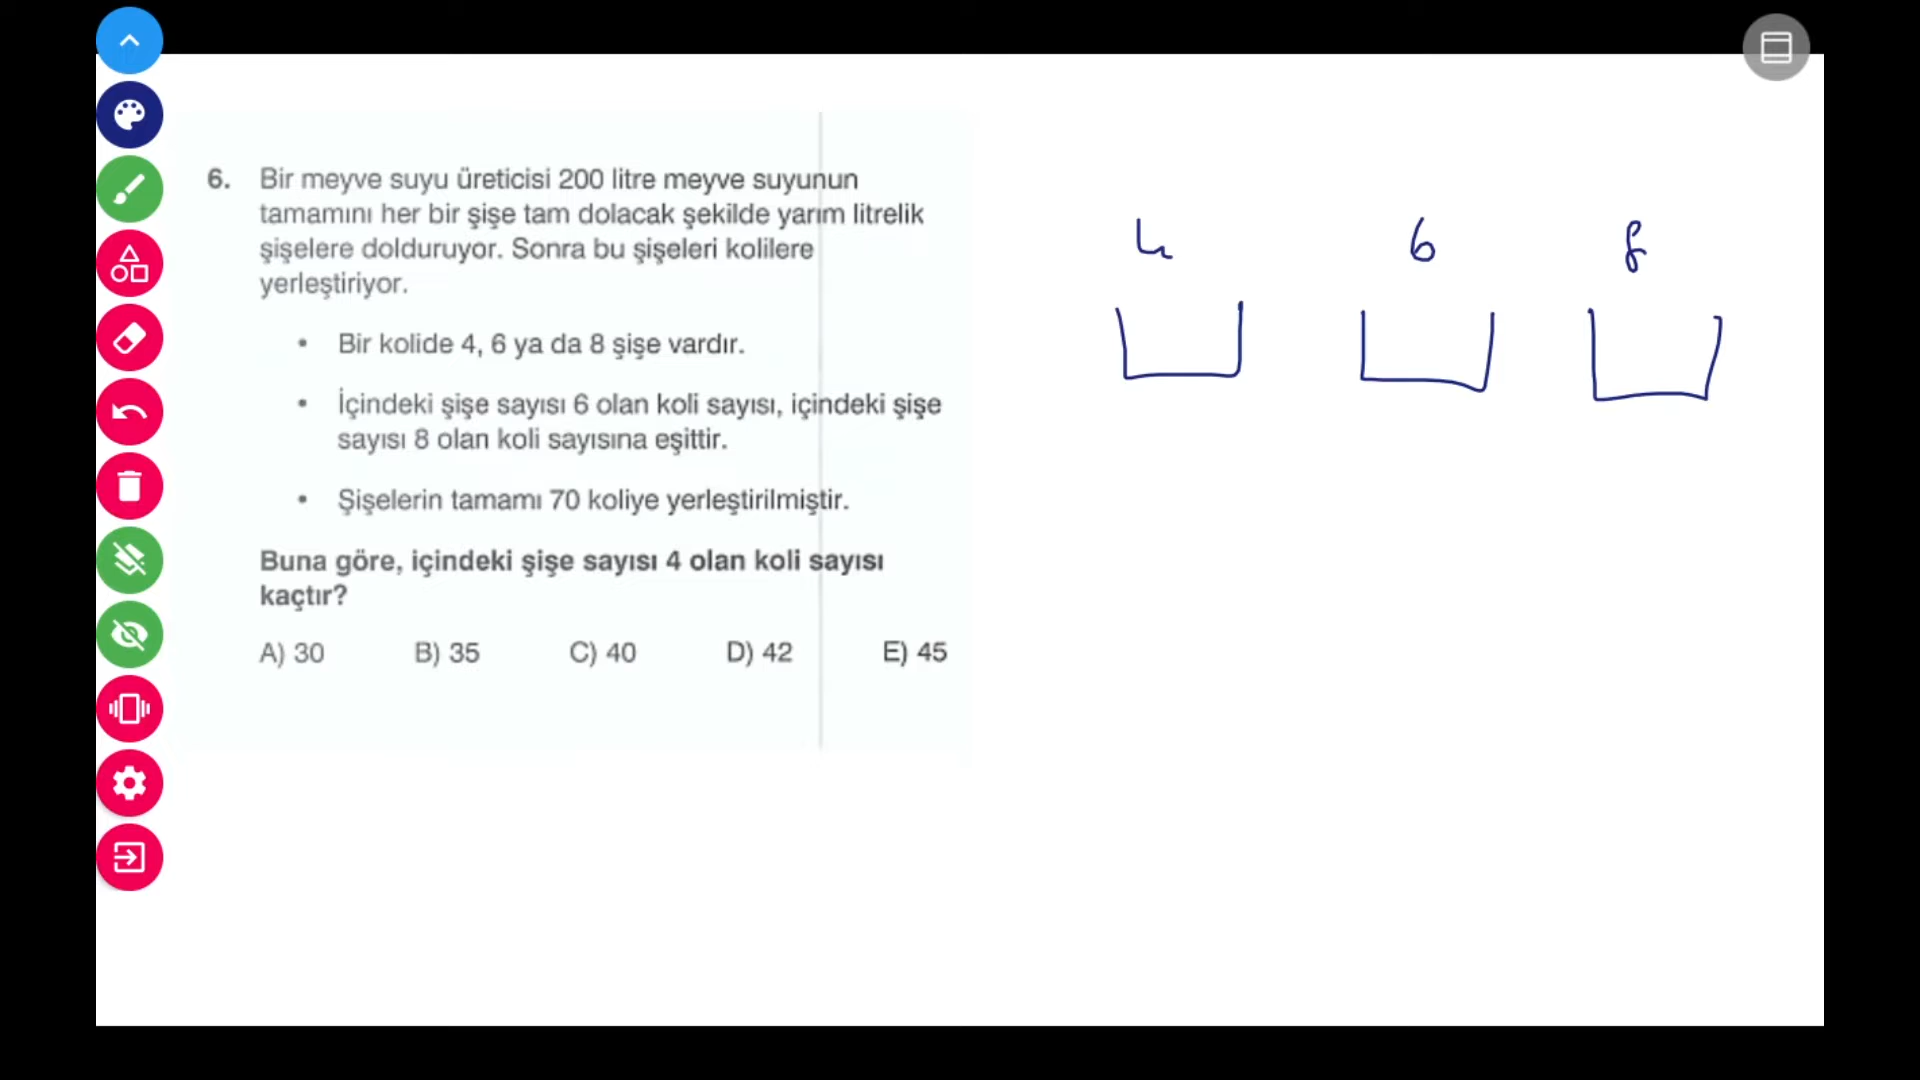 6. Bir meyve suyu üreticisi 200 litre meyve suyunun
tamamını her bir şişe tam dolacak şekilde yarım litrelik
şişelere dolduruyor. Sonra bu şişeleri kolilere
yerleştiriyor.
• Bir kolide 4, 6 ya da 8 şişe vardır.
• İçindeki şişe sayısı 6 olan koli sayısı, içindeki şişe
sayısı 8 olan koli sayısına eşittir.
• Şişelerin tamamı 70 koliye yerleştirilmiştir.
Buna göre, içindeki şişe sayısı 4 olan koli sayısı
kaçtır?
A) 30 B) 35 C) 40 D) 42 E) 45
4 6 8